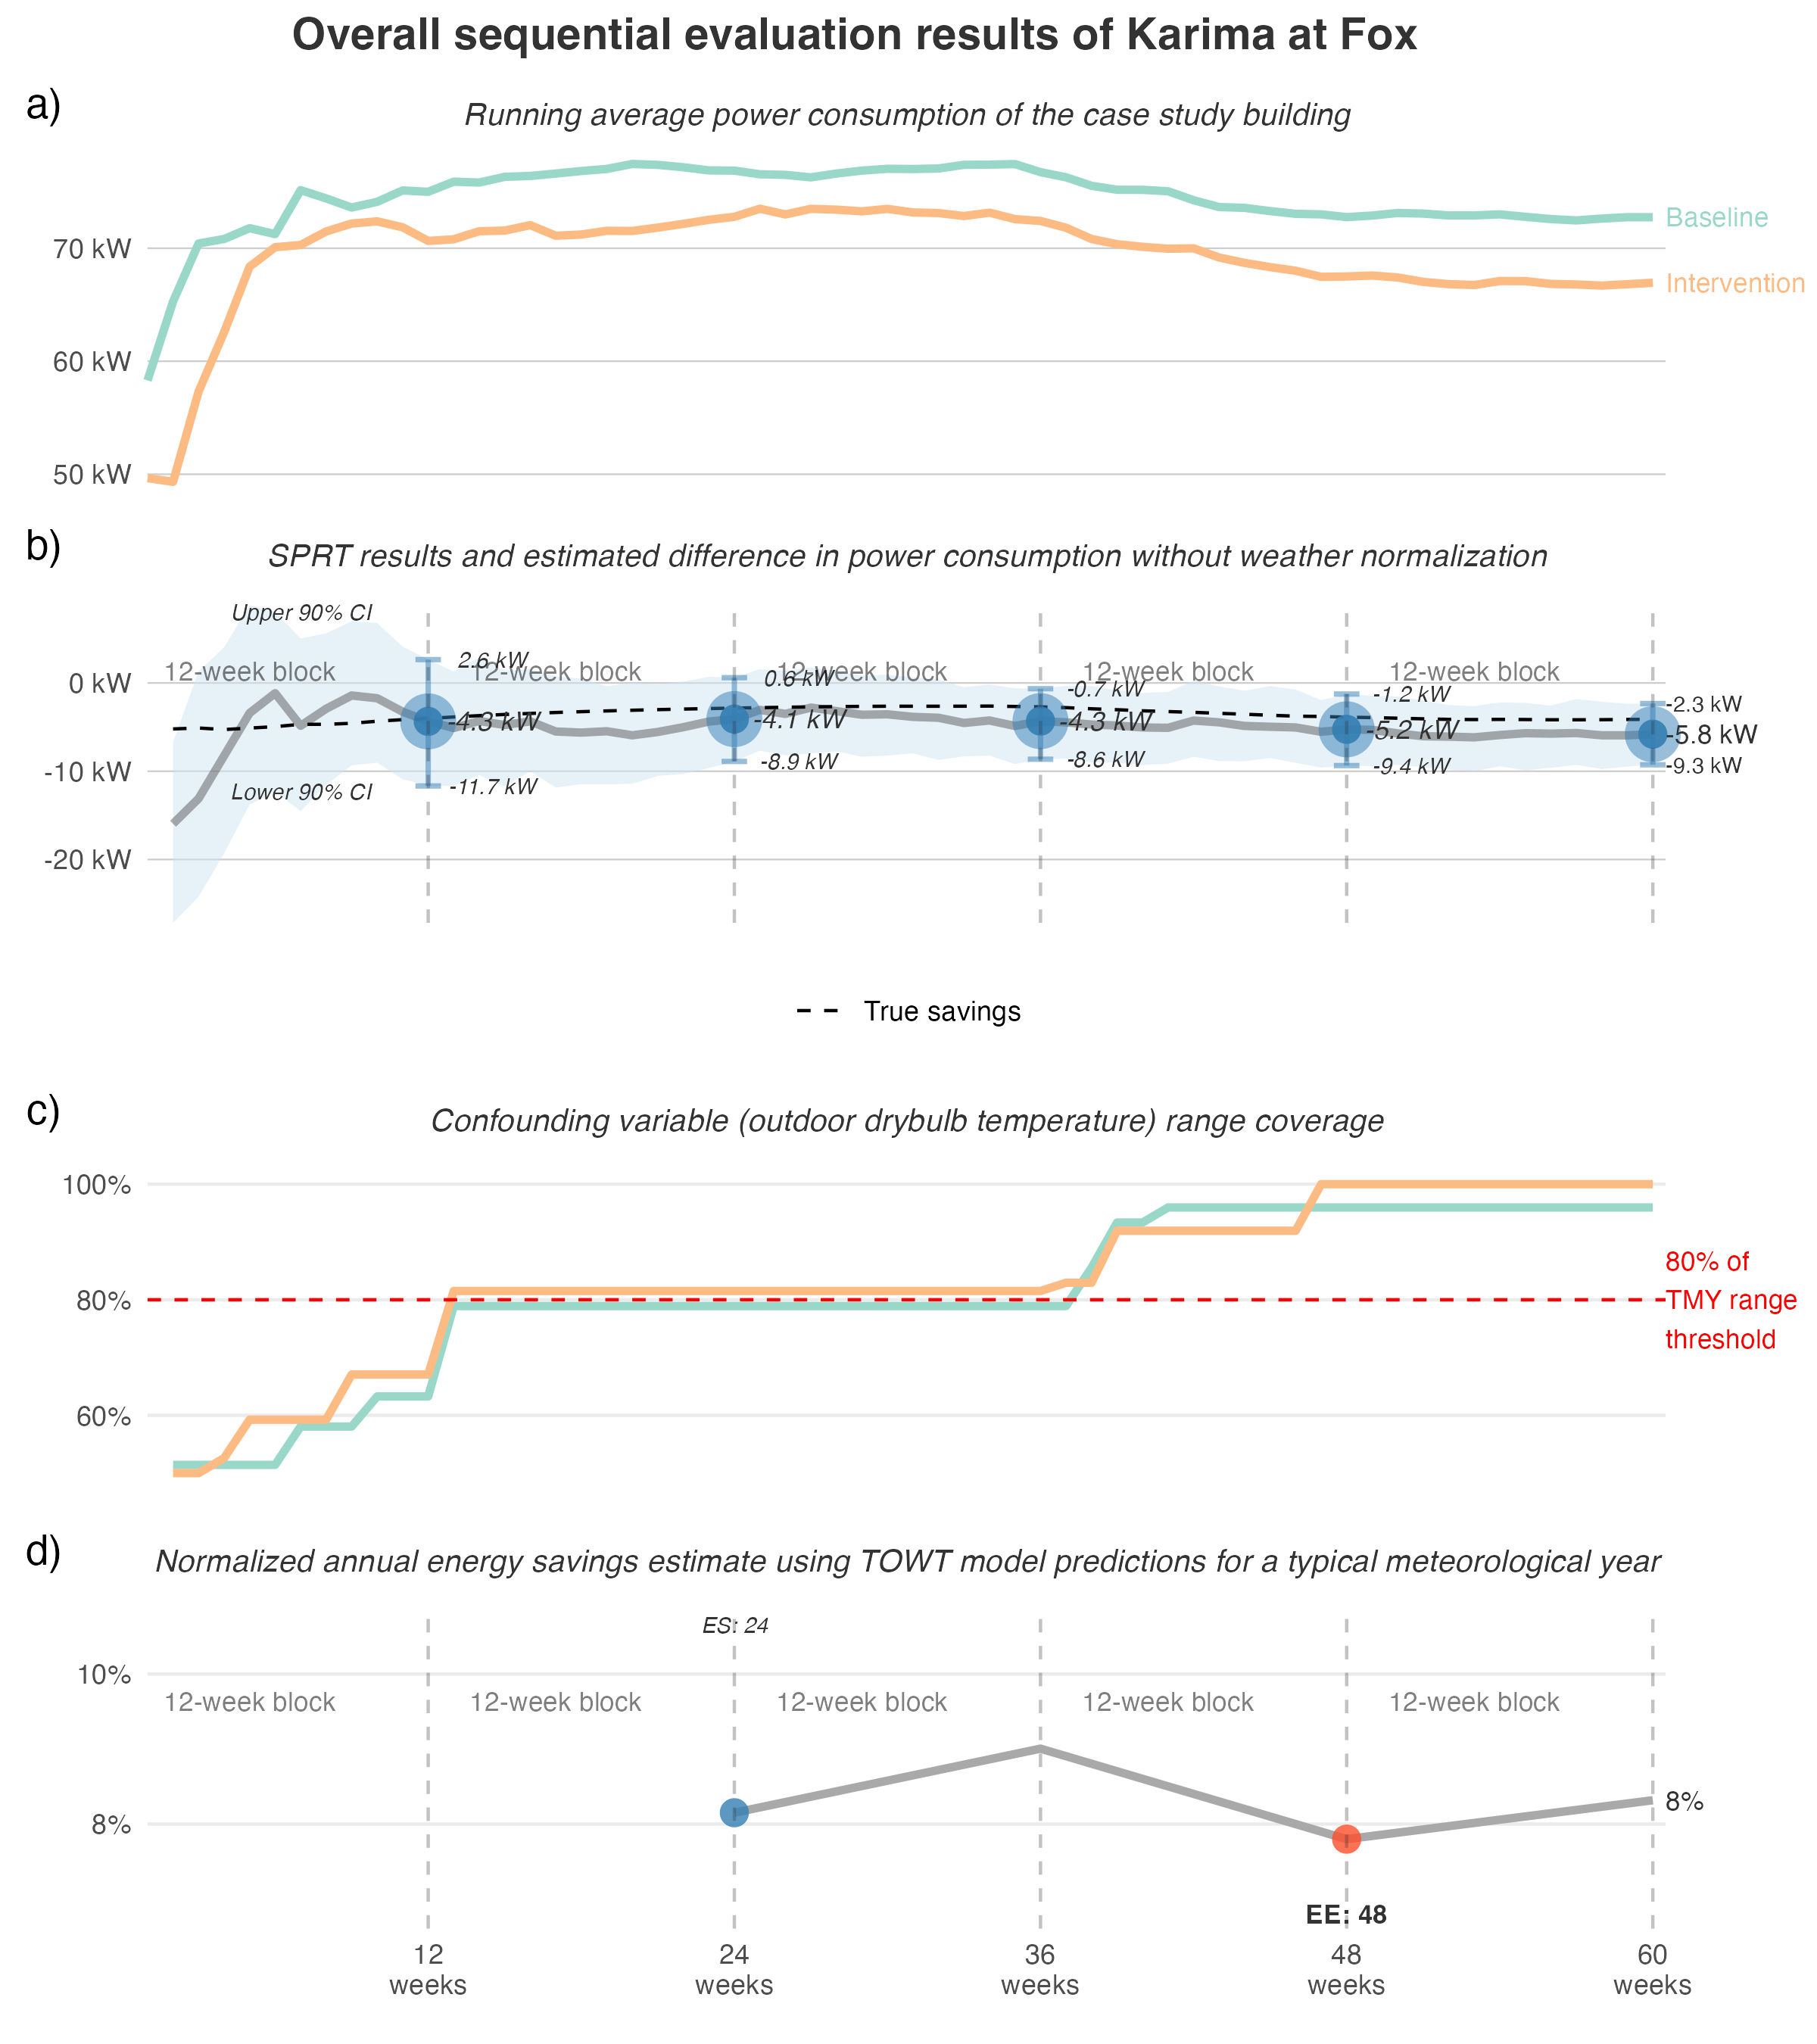 Overall sequential evaluation results of Karima at Fox
a)
Running average power consumption of the case study building
70 kW
60 kW
50 kW
Baseline
Intervention
b)
SPRT results and estimated difference in power consumption without weather normalization
Upper 90% CI
Lower 90% CI
12-week block
12-week block
12-week block
12-week block
12-week block
0 kW
-10 kW
-20 kW
2.6 kW
-4.3 kW
-11.7 kW
0.6 kW
-4.1 kW
-8.9 kW
-0.7 kW
-4.3 kW
-8.6 kW
-1.2 kW
-5.2 kW
-9.4 kW
-2.3 kW
-5.8 kW
-9.3 kW
True savings
c)
Confounding variable (outdoor drybulb temperature) range coverage
100%
80%
60%
80% of
TMY range
threshold
d)
Normalized annual energy savings estimate using TOWT model predictions for a typical meteorological year
ES: 24
10%
8%
12-week block
12-week block
12-week block
12-week block
12-week block
8%
EE: 48
12
weeks
24
weeks
36
weeks
48
weeks
60
weeks